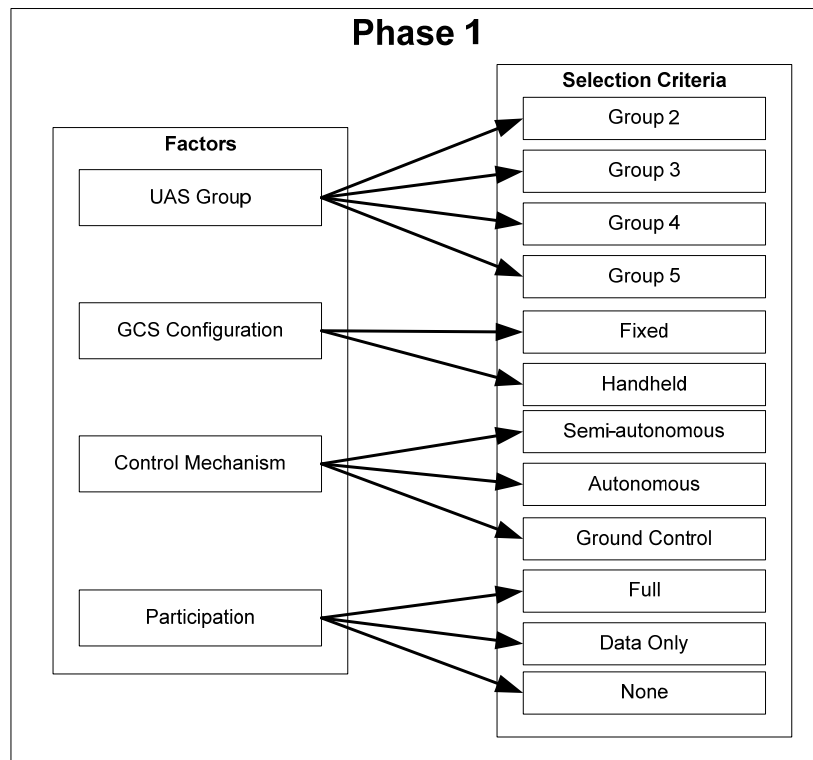 Phase 1
Factors
UAS Group
GCS Configuration
Control Mechanism
Participation
Selection Criteria
Group 2
Group 3
Group 4
Group 5
Fixed
Handheld
Semi-autonomous
Autonomous
Ground Control
Full
Data Only
None